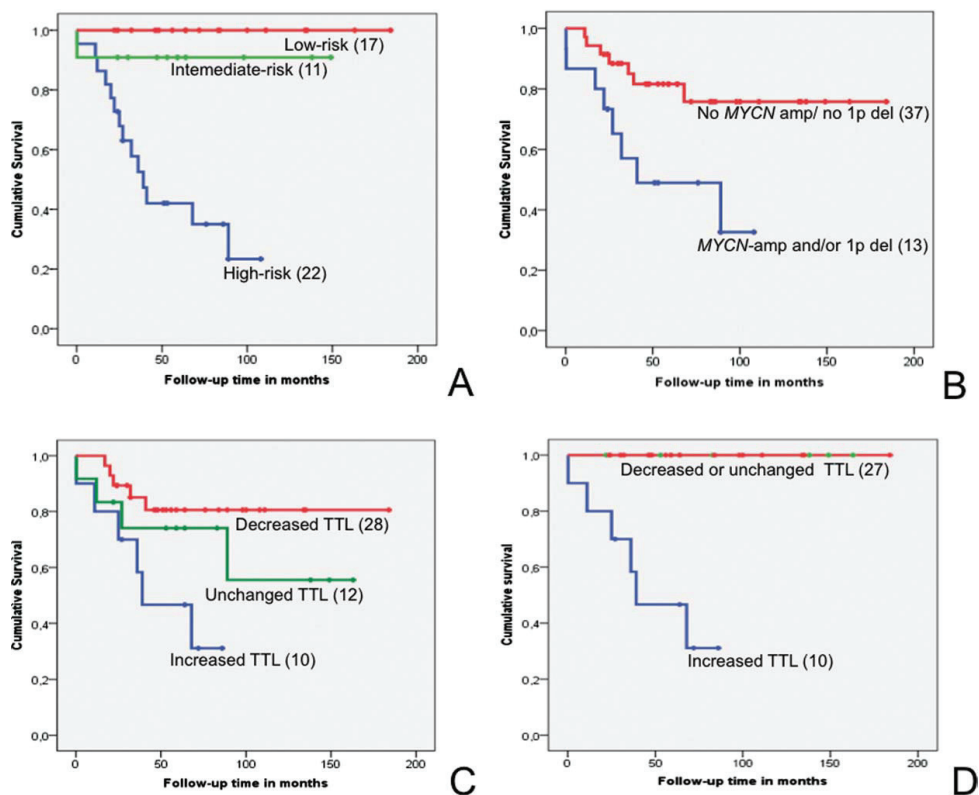 1,0
0,8
0,6
0,4
0,2
0,0
Cumulative Survival
Low-risk (17)
Intemediate-risk (11)
High-risk (22)
0 50 100 150 200
Follow-up time in months
A
1,0
0,8
0,6
0,4
0,2
0,0
Cumulative Survival
No MYCN amp/ no 1p del (37)
MYCN-amp and/or 1p del (13)
0 50 100 150 200
Follow-up time in months
B
1,0
0,8
0,6
0,4
0,2
0,0
Cumulative Survival
Decreased TTL (28)
Unchanged TTL (12)
Increased TTL (10)
0 50 100 150 200
Follow-up time in months
C
1,0
0,8
0,6
0,4
0,2
0,0
Cumulative Survival
Decreased or unchanged TTL (27)
Increased TTL (10)
0 50 100 150 200
Follow-up time in months
D